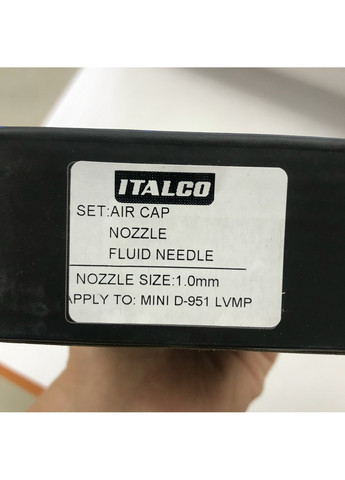 ITALCO
SET:AIR CAP
NOZZLE
FLUID NEEDLE
NOZZLE SIZE:1.0mm
APPLY TO: MINI D-951 LVMP